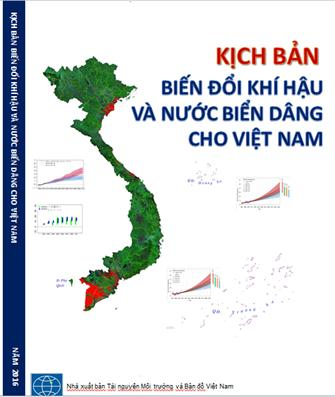 KỊCH BẢN BIẾN ĐỔI KHÍ HẬU VÀ NƯỚC BIỂN DÂNG CHO VIỆT NAM
NĂM 2016
KỊCH BẢN
BIẾN ĐỔI KHÍ HẬU
VÀ NƯỚC BIỂN DÂNG
CHO VIỆT NAM
Nhà xuất bản Tài nguyên Môi trường và Bản đồ Việt Nam